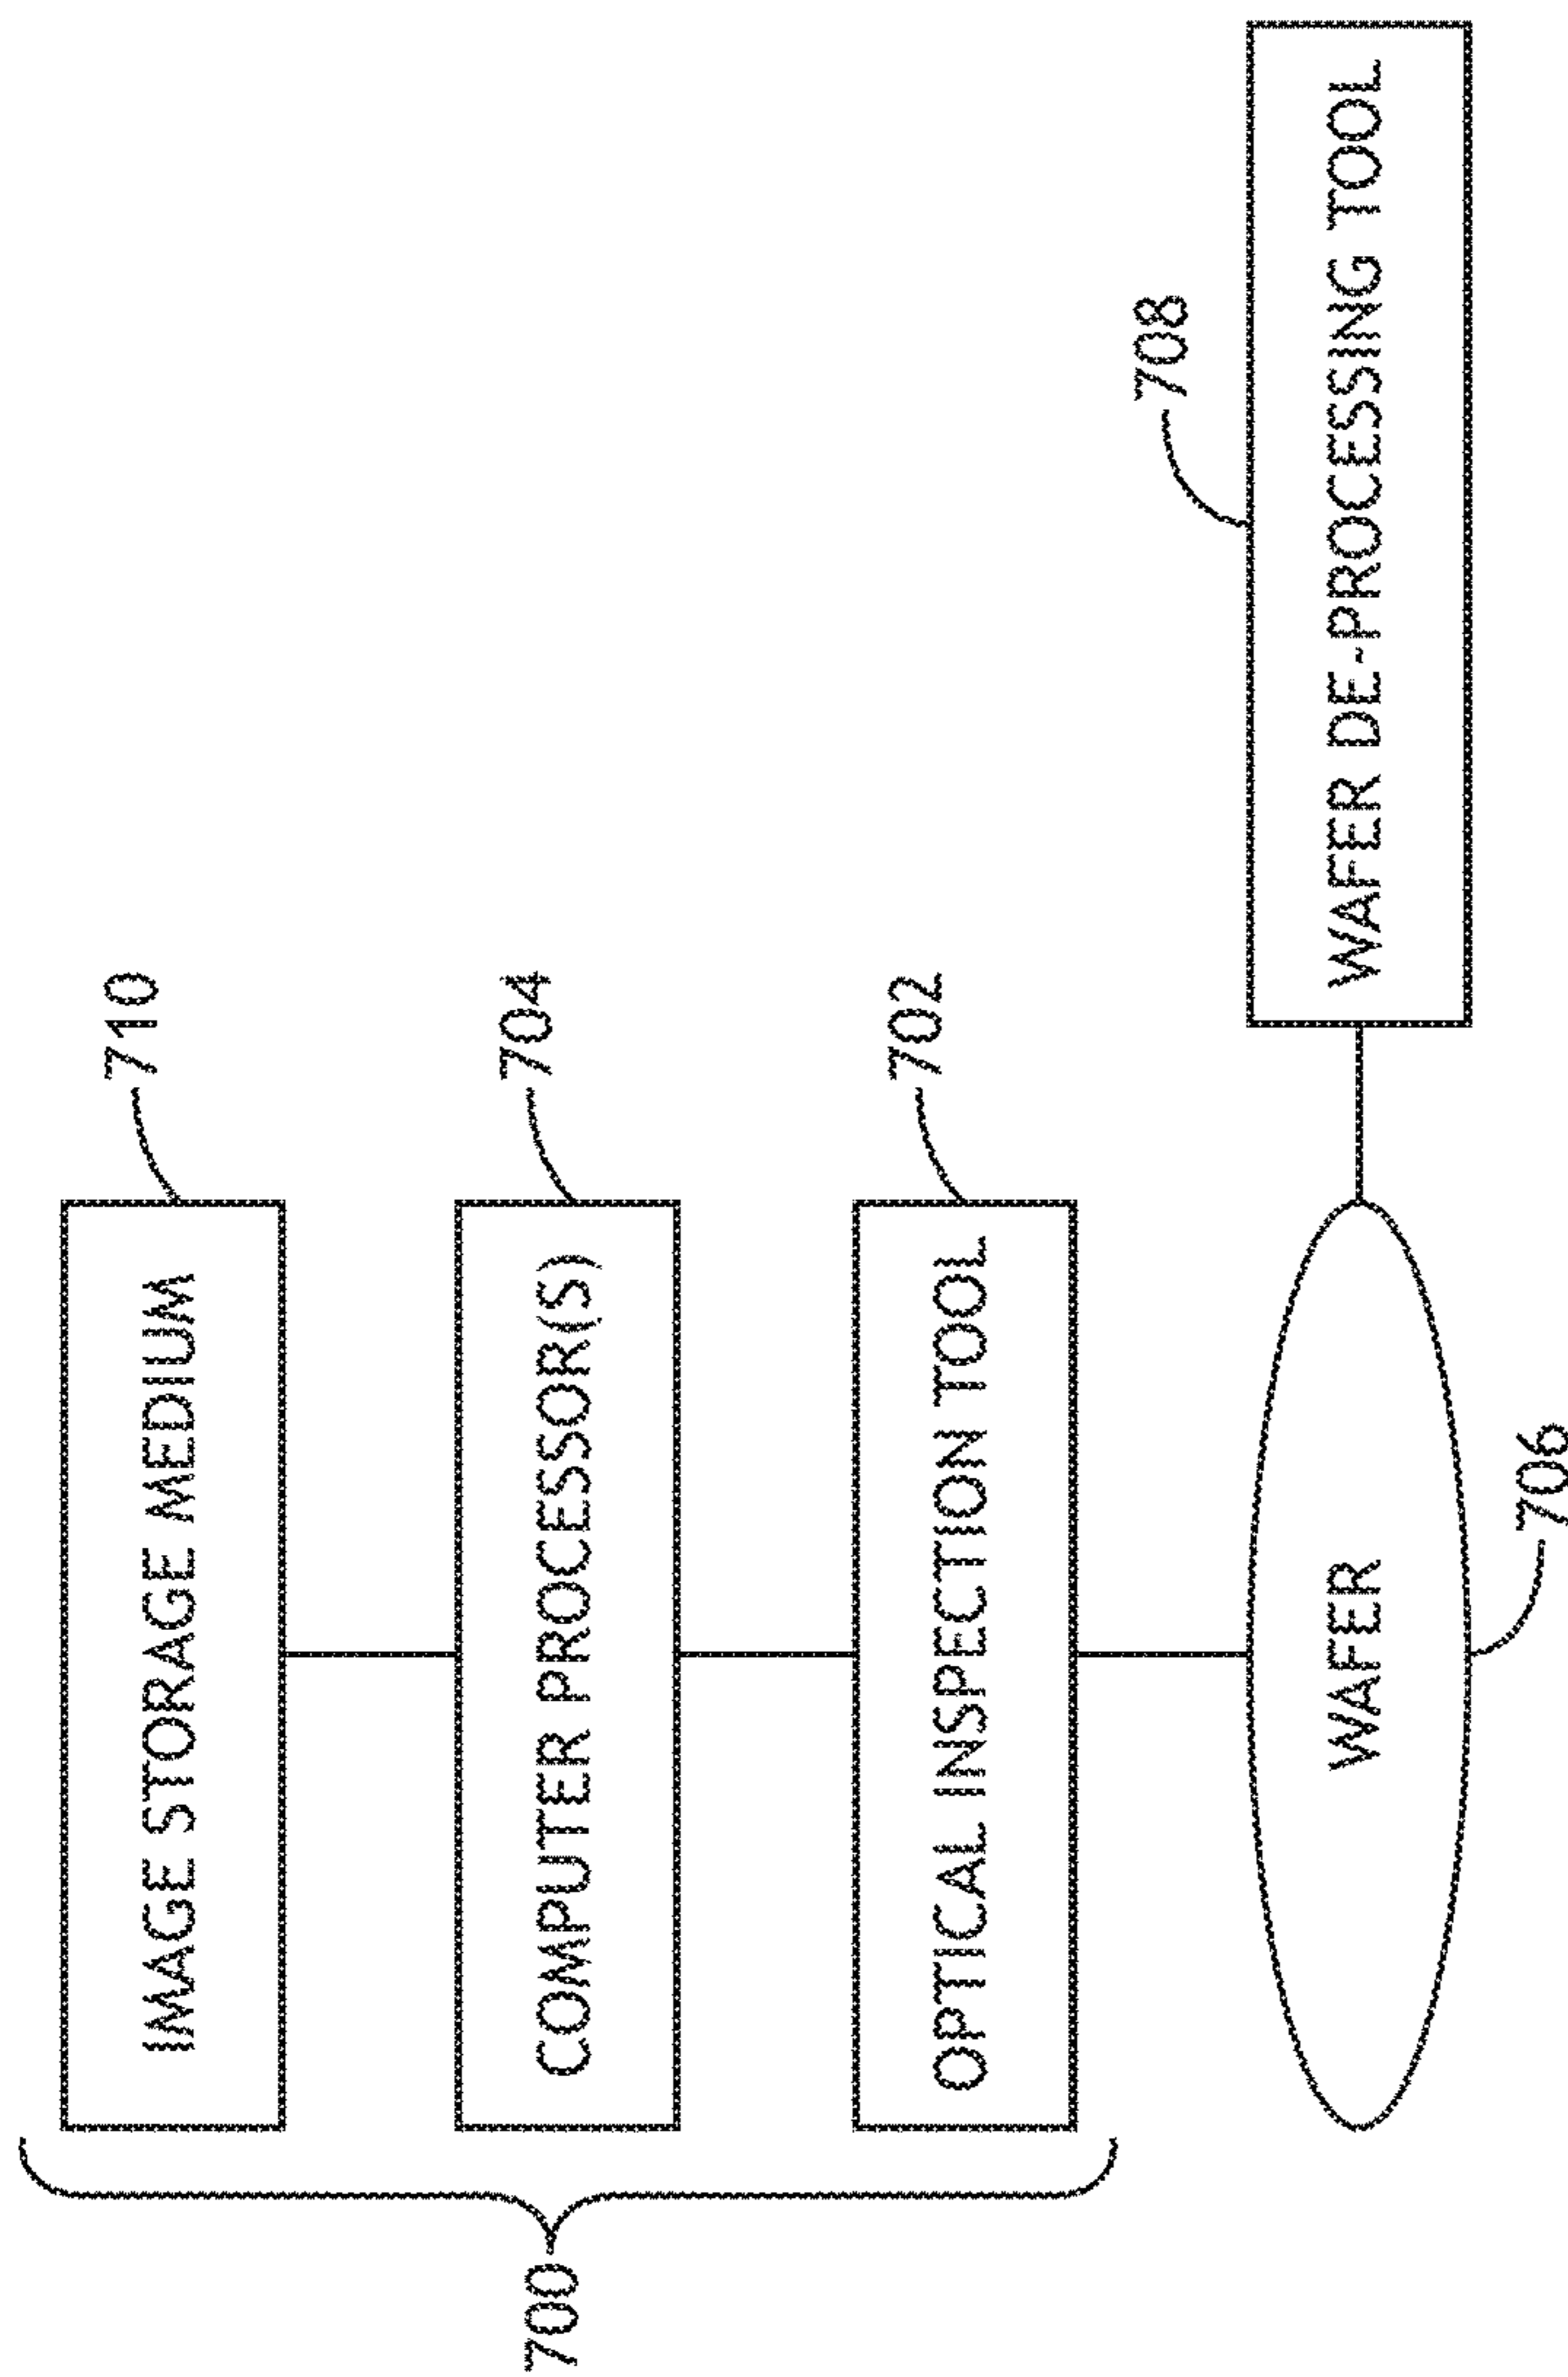 710
IMAGE STORAGE MEDIUM
704
COMPUTER PROCESSOR(S)
700
702
OPTICAL INSPECTION TOOL
708
WAFER
WAFER DE-PROCESSING TOOL
706